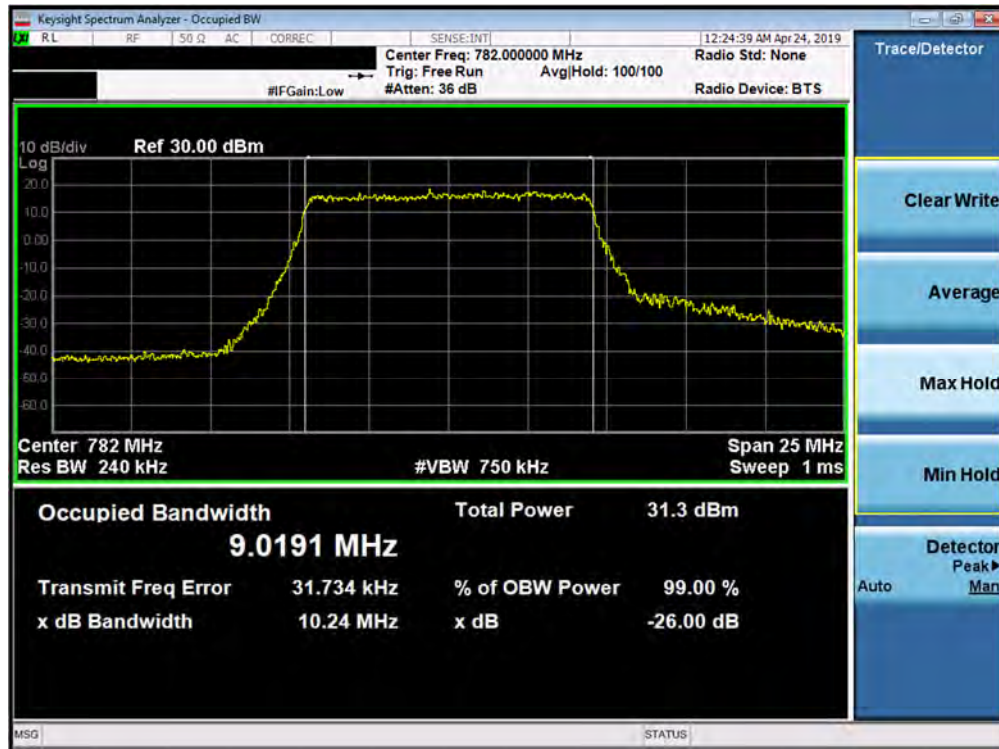 Keysight Spectrum Analyzer - Occupied BW
LXI RL RF 50 Ω AC CORREC SENSE:INT 12:24:39 AM Apr 24, 2019
Center Freq: 782.000000 MHz Radio Std: None
Trig: Free Run Avg|Hold: 100/100
#IFGain:Low #Atten: 36 dB Radio Device: BTS
Trace/Detector
10 dB/div Ref 30.00 dBm
Log
20.0
10.0
0.00
-10.0
-20.0
-30.0
-40.0
-50.0
-60.0
Center 782 MHz Span 25 MHz
Res BW 240 kHz #VBW 750 kHz Sweep 1 ms
Occupied Bandwidth Total Power 31.3 dBm
9.0191 MHz
Transmit Freq Error 31.734 kHz % of OBW Power 99.00 %
x dB Bandwidth 10.24 MHz x dB -26.00 dB
Clear Write
Average
Max Hold
Min Hold
Detector
Peak▶
Auto Man
MSG STATUS